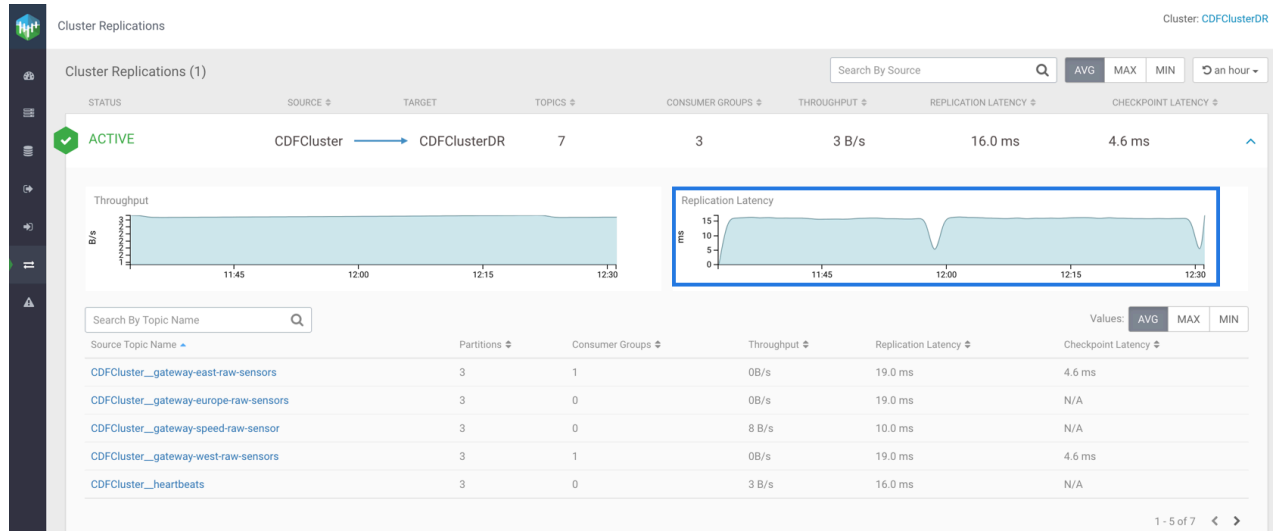 Cluster Replications
Cluster: CDFClusterDR
Cluster Replications (1)
Search By Source
AVG MAX MIN
an hour
STATUS SOURCE TARGET TOPICS CONSUMER GROUPS THROUGHPUT REPLICATION LATENCY CHECKPOINT LATENCY
ACTIVE CDFCluster CDFClusterDR 7 3 3 B/s 16.0 ms 4.6 ms
Throughput
B/s
3
2
2
2
2
1
11:45 12:00 12:15 12:30
Replication Latency
ms
15
10
5
0
11:45 12:00 12:15 12:30
Search By Topic Name
Values: AVG MAX MIN
Source Topic Name Partitions Consumer Groups Throughput Replication Latency Checkpoint Latency
CDFCluster__gateway-east-raw-sensors 3 1 0B/s 19.0 ms 4.6 ms
CDFCluster__gateway-europe-raw-sensors 3 0 0B/s 19.0 ms N/A
CDFCluster__gateway-speed-raw-sensor 3 0 8 B/s 10.0 ms N/A
CDFCluster__gateway-west-raw-sensors 3 1 0B/s 19.0 ms 4.6 ms
CDFCluster__heartbeats 3 0 3 B/s 16.0 ms N/A
1 - 5 of 7